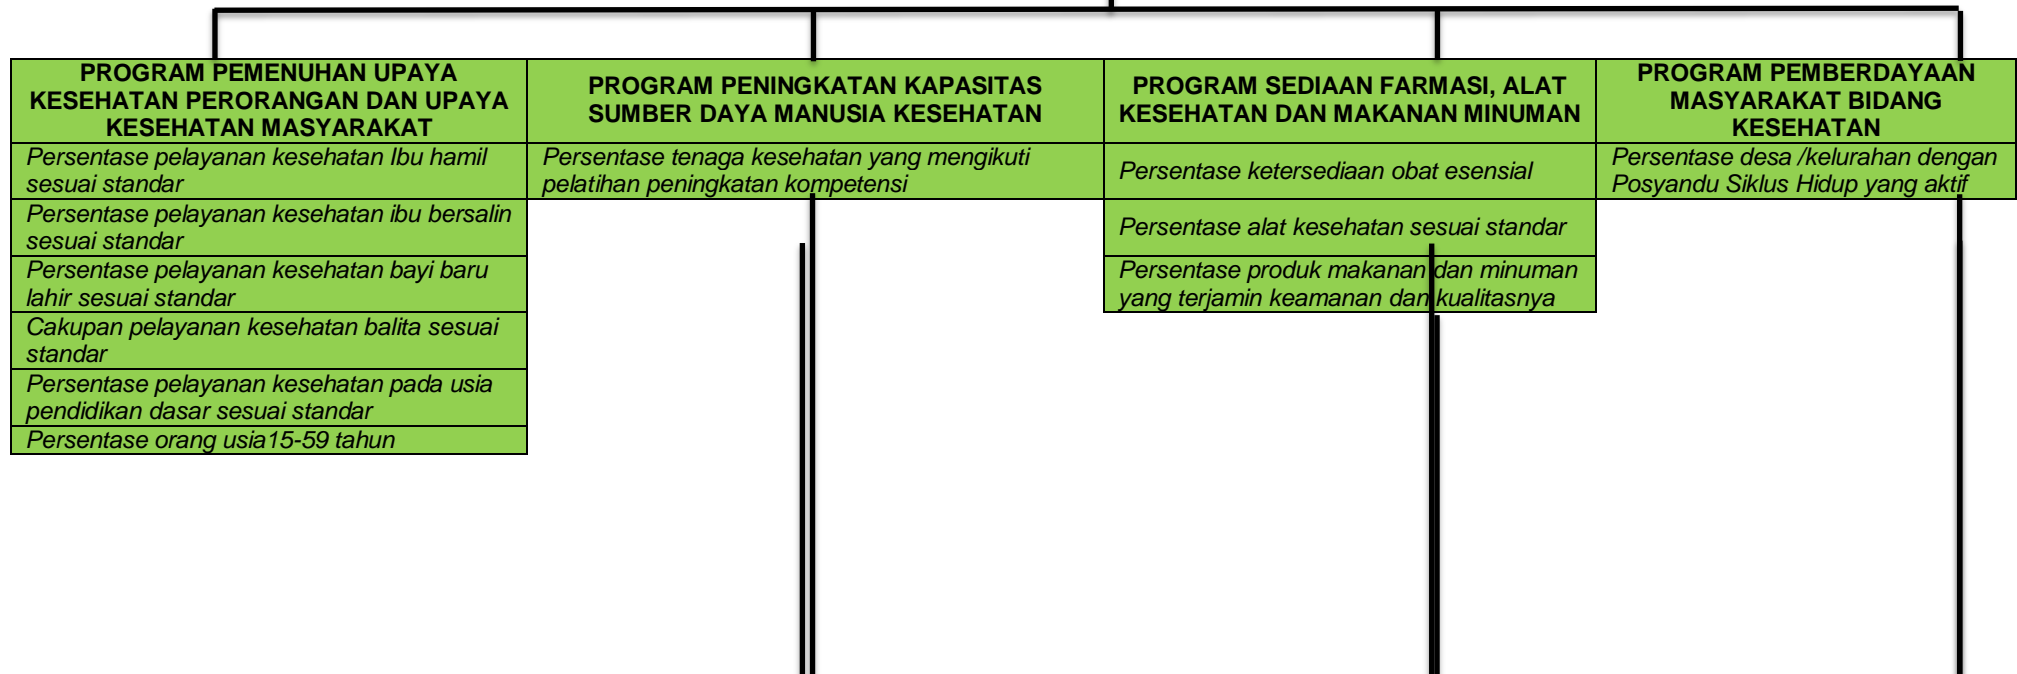 PROGRAM PEMENUHAN UPAYA
KESEHATAN PERORANGAN DAN UPAYA
KESEHATAN MASYARAKAT
Persentase pelayanan kesehatan Ibu hamil
sesuai standar
Persentase pelayanan kesehatan ibu bersalin
sesuai standar
Persentase pelayanan kesehatan bayi baru
lahir sesuai standar
Cakupan pelayanan kesehatan balita sesuai
standar
Persentase pelayanan kesehatan pada usia
pendidikan dasar sesuai standar
Persentase orang usia15-59 tahun
PROGRAM PENINGKATAN KAPASITAS
SUMBER DAYA MANUSIA KESEHATAN
Persentase tenaga kesehatan yang mengikuti
pelatihan peningkatan kompetensi
PROGRAM SEDIAAN FARMASI, ALAT
KESEHATAN DAN MAKANAN MINUMAN
Persentase ketersediaan obat esensial
Persentase alat kesehatan sesuai standar
Persentase produk makanan dan minuman
yang terjamin keamanan dan kualitasnya
PROGRAM PEMBERDAYAAN
MASYARAKAT BIDANG
KESEHATAN
Persentase desa /kelurahan dengan
Posyandu Siklus Hidup yang aktif